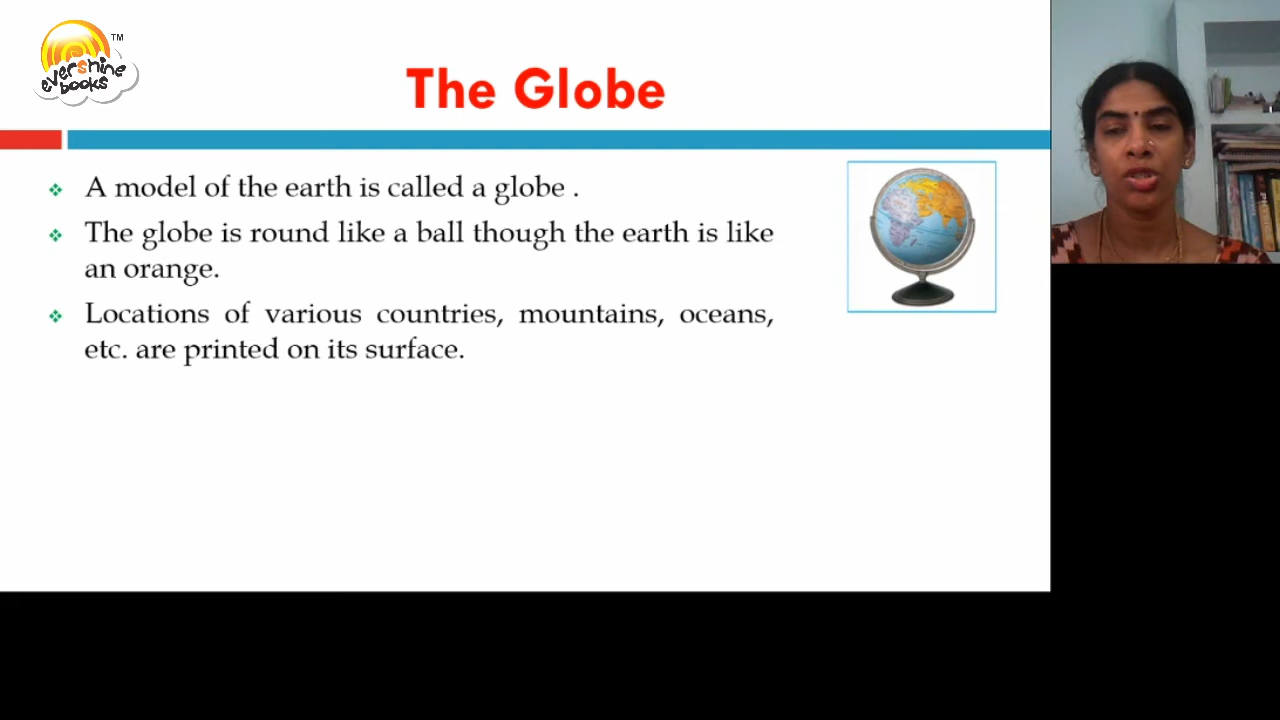 evershine
books
TM
The Globe
A model of the earth is called a globe .
The globe is round like a ball though the earth is like
an orange.
Locations of various countries, mountains, oceans,
etc. are printed on its surface.